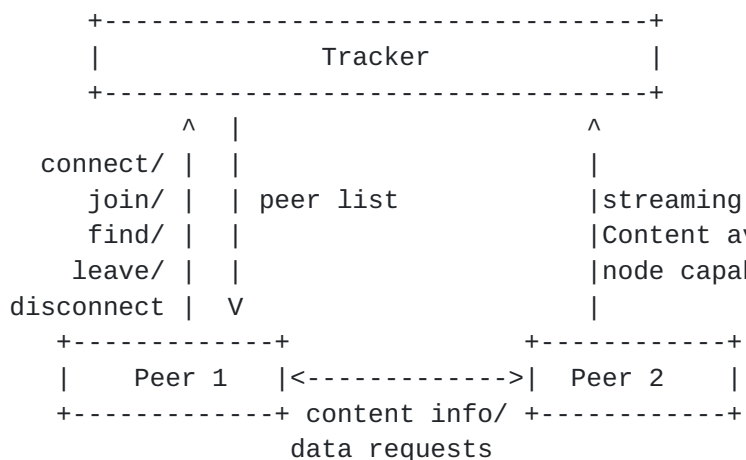 Tracker
connect/
join/ peer list streaming
find/ Content
leave/ node
disconnect
Peer 1 Peer 2
content info/
data requests